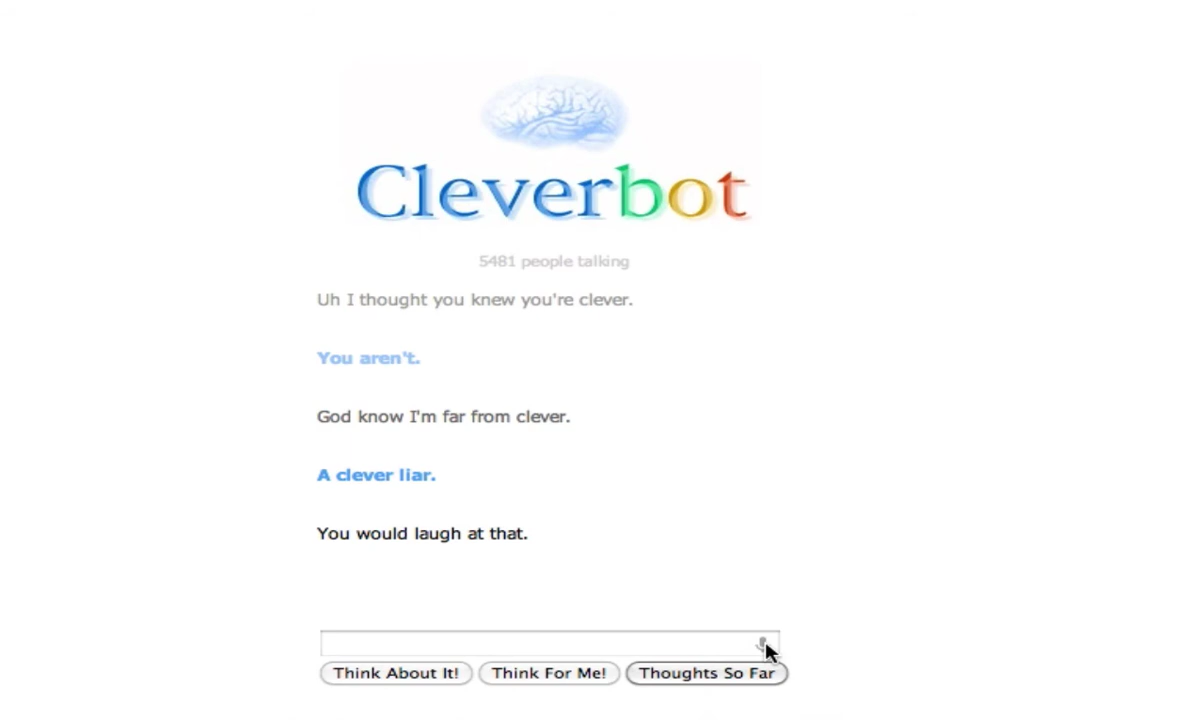 Cleverbot
5481 people talking
Uh I thought you knew you're clever.
You aren't.
God know I'm far from clever.
A clever liar.
You would laugh at that.
Think About It! Think For Me! Thoughts So Far